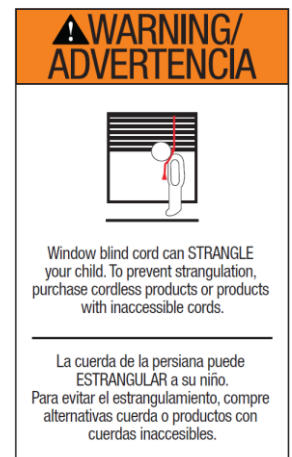 WARNING/
ADVERTENCIA
Window blind cord can STRANGLE
your child. To prevent strangulation,
purchase cordless products or products
with inaccessible cords.
La cuerda de la persiana puede
ESTRANGULAR a su niño.
Para evitar el estrangulamiento, compre
alternativas cuerda o productos con
cuerdas inaccesibles.